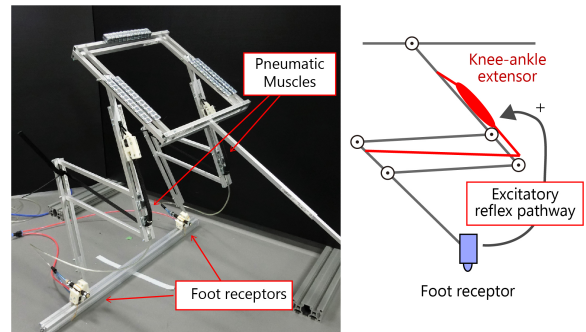 Pneumatic
Muscles
Foot receptors
Knee-ankle
extensor
+
Excitatory
reflex pathway
Foot receptor